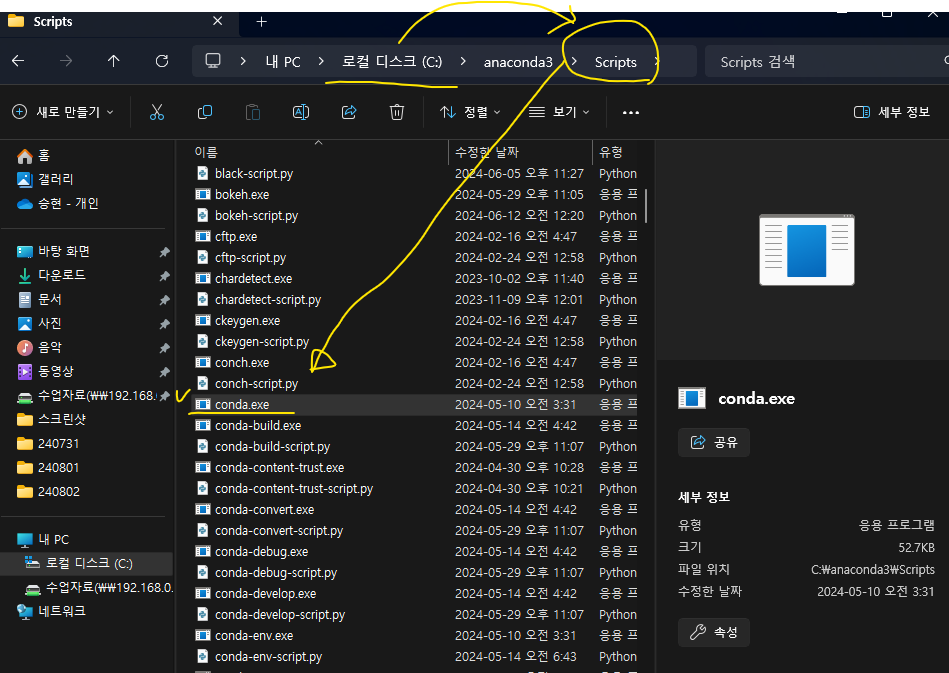 Scripts
내 PC > 로컬 디스크 (C:) > anaconda3 > Scripts
Scripts 검색
새로 만들기
정렬
보기
세부 정보
홈
갤러리
승현 - 개인
바탕 화면
다운로드
문서
사진
음악
동영상
수업자료(₩₩192.168.
스크린샷
240731
240801
240802
내 PC
로컬 디스크 (C:)
수업자료(₩₩192.168.0.
네트워크
이름 수정한 날짜 유형
black-script.py 2024-06-05 오후 11:27 Python
bokeh.exe 2024-05-29 오후 11:05 응용 프
bokeh-script.py 2024-06-12 오전 12:20 Python
cftp.exe 2024-02-16 오전 4:47 응용 프
cftp-script.py 2024-02-24 오전 12:58 Python
chardetect.exe 2023-10-02 오후 11:40 응용 프
chardetect-script.py 2023-11-09 오후 12:01 Python
ckeygen.exe 2024-02-16 오전 4:47 응용 프
ckeygen-script.py 2024-02-24 오전 12:58 Python
conch.exe 2024-02-16 오전 4:47 응용 프
conch-script.py 2024-02-24 오전 12:58 Python
conda.exe 2024-05-10 오전 3:31 응용 프
conda-build.exe 2024-05-14 오전 4:42 응용 프
conda-build-script.py 2024-05-29 오후 11:07 Python
conda-content-trust.exe 2024-04-30 오전 10:28 응용 프
conda-content-trust-script.py 2024-04-30 오전 10:21 Python
conda-convert.exe 2024-05-14 오전 4:42 응용 프
conda-convert-script.py 2024-05-29 오후 11:07 Python
conda-debug.exe 2024-05-14 오전 4:42 응용 프
conda-debug-script.py 2024-05-29 오후 11:07 Python
conda-develop.exe 2024-05-14 오전 4:42 응용 프
conda-develop-script.py 2024-05-29 오후 11:07 Python
conda-env.exe 2024-05-10 오전 3:31 응용 프
conda-env-script.py 2024-05-14 오전 6:43 Python
conda.exe
공유
세부 정보
유형 응용 프로그램
크기 52.7KB
파일 위치 C:₩anaconda3₩Scripts
수정한 날짜 2024-05-10 오전 3:31
속성